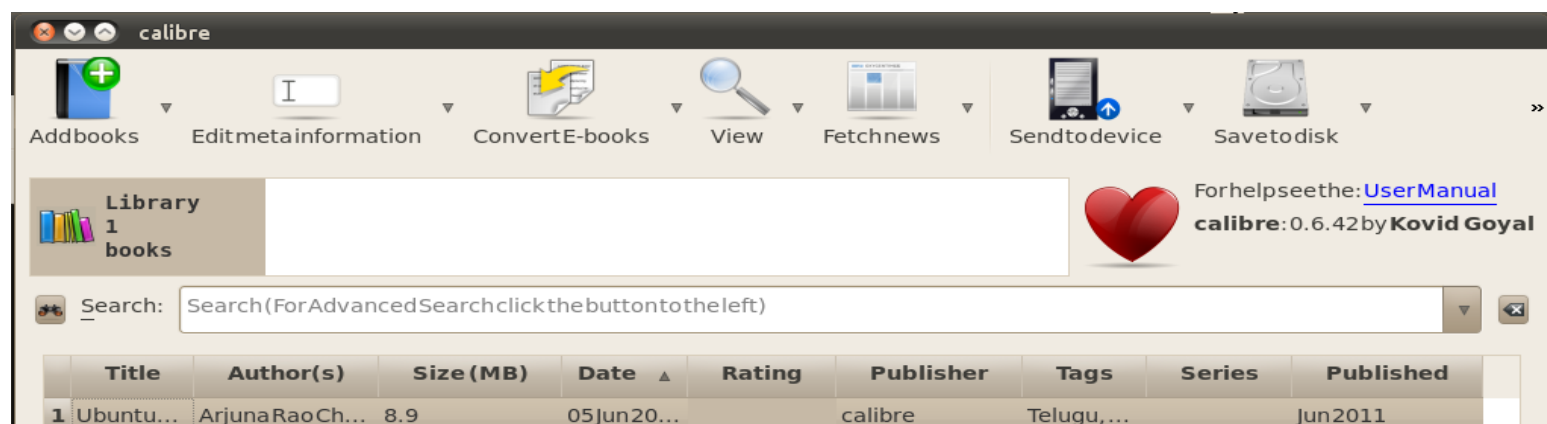 calibre
Addbooks Editmetainformation ConvertE-books View Fetchnews Sendtodevice Savetodisk »
Library
1
books
Forhelpseethe:UserManual
calibre:0.6.42byKovid Goyal
Search: Search(ForAdvancedSearchclickthebuttontotheleft)
Title Author(s) Size(MB) Date Rating Publisher Tags Series Published
1 Ubuntu... ArjunaRaoCh... 8.9 05Jun20... calibre Telugu,... Jun2011